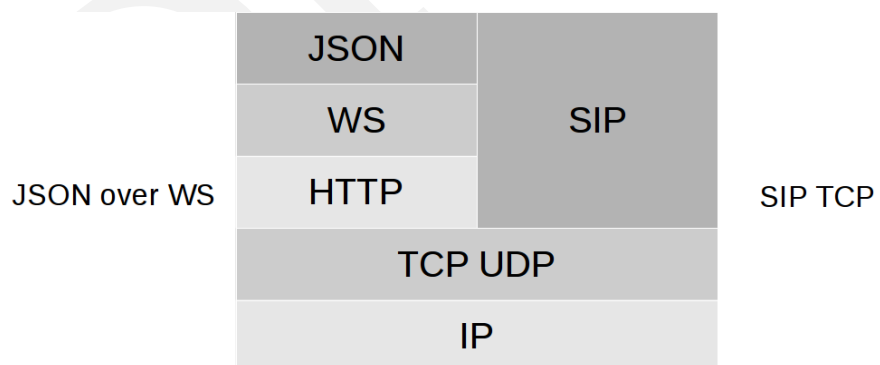 JSON
WS
SIP
HTTP
JSON over WS
SIP TCP
TCP UDP
IP